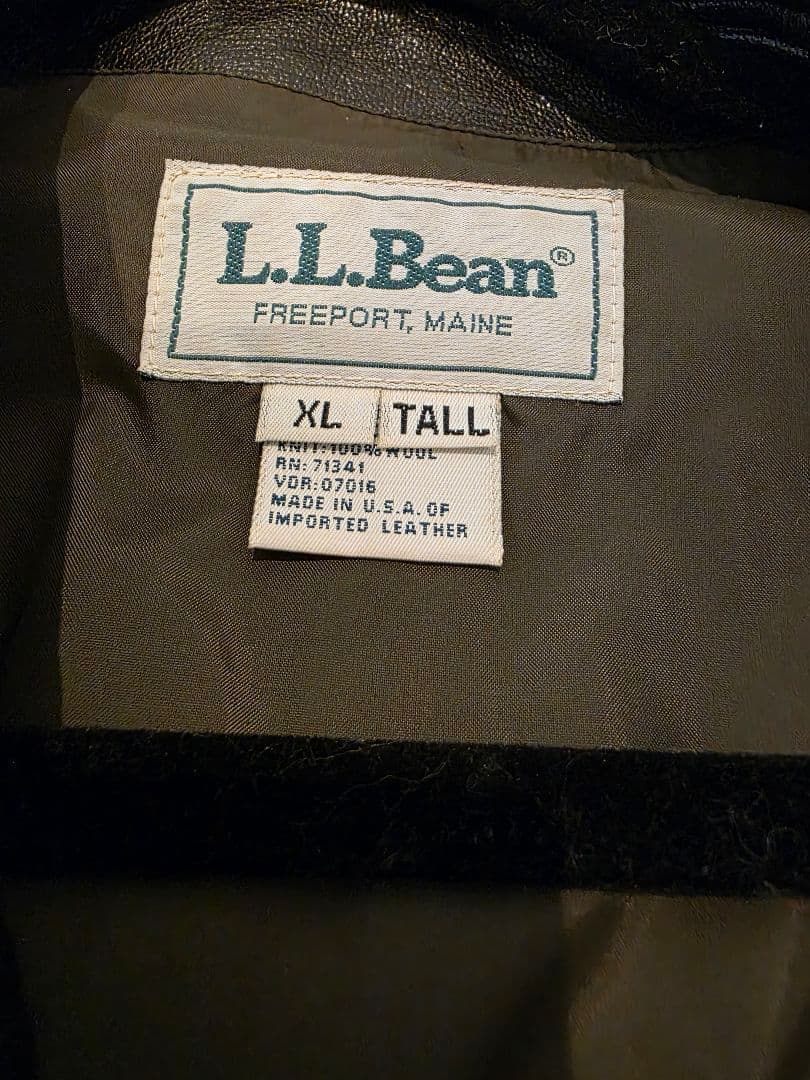 L.L.Bean®
FREEPORT, MAINE
XL TALL
KNIT:100% WOOL
RN:71341
VDR:07016
MADE IN U.S.A. OF
IMPORTED LEATHER